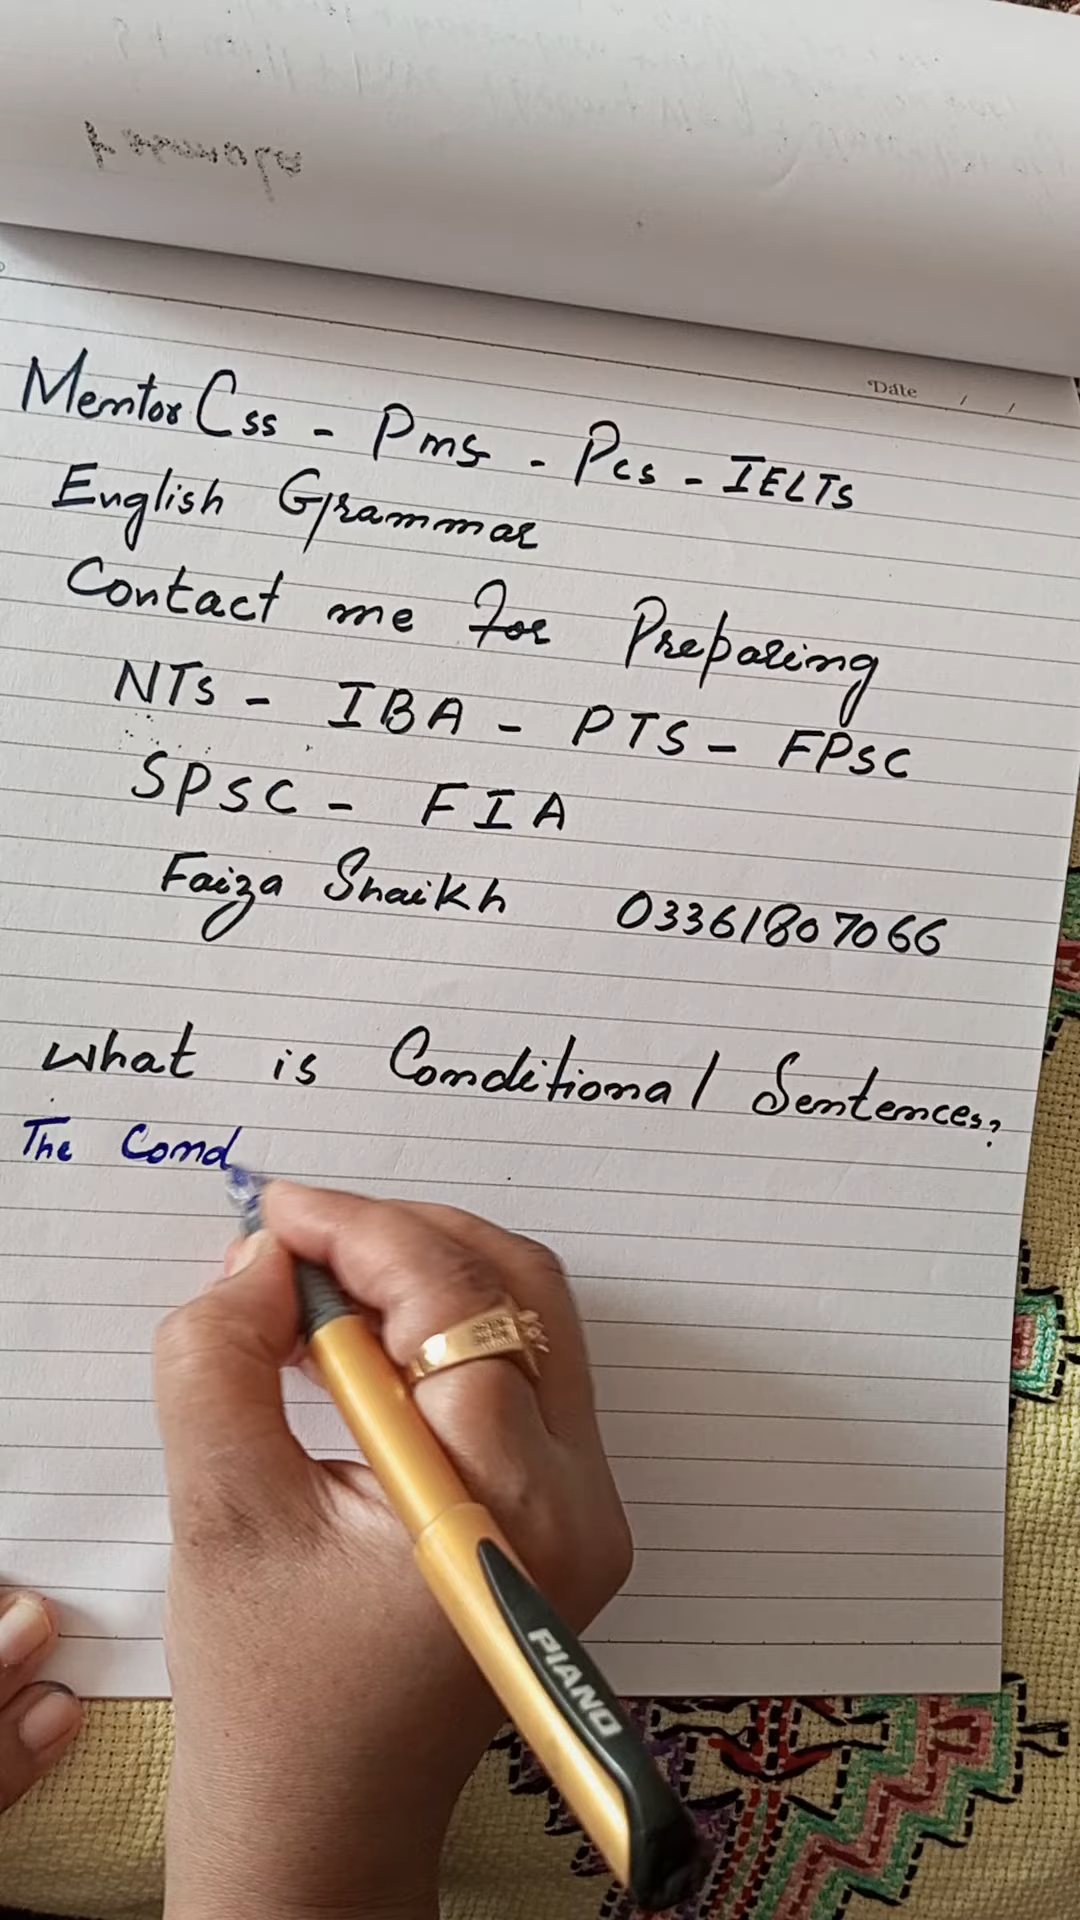 Date / /
Mentor Css - Pms - Pcs - IELTS
English Grammar
Contact me for Preparing
NTS - IBA - PTS - FPSC
SPSC - FIA
Faiza Shaikh 03361807066
What is Conditional Sentences?
The Cond
PIANO